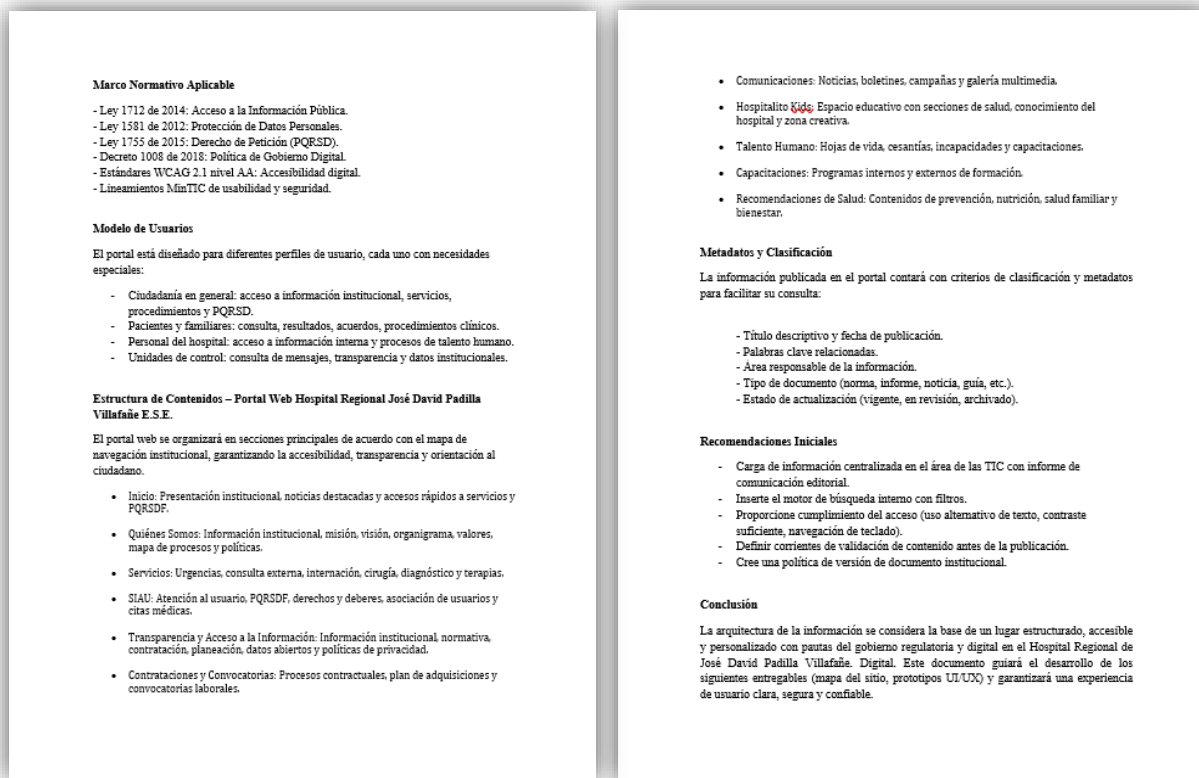 Marco Normativo Aplicable
- Ley 1712 de 2014: Acceso a la Información Pública.
- Ley 1581 de 2012: Protección de Datos Personales.
- Ley 1755 de 2015: Derecho de Petición (PQRSD).
- Decreto 1008 de 2018: Política de Gobierno Digital.
- Estándares WCAG 2.1 nivel AA: Accesibilidad digital.
- Lineamientos MinTIC de usabilidad y seguridad.
Modelo de Usuarios
El portal está diseñado para diferentes perfiles de usuario, cada uno con necesidades
especiales:
- Ciudadanía en general: acceso a información institucional, servicios,
procedimientos y PQRSD.
- Pacientes y familiares: consulta, resultados, acuerdos, procedimientos clínicos.
- Personal del hospital: acceso a información interna y procesos de talento humano.
- Unidades de control: consulta de mensajes, transparencia y datos institucionales.
Estructura de Contenidos – Portal Web Hospital Regional José David Padilla
Villafañe E.S.E.
El portal web se organizará en secciones principales de acuerdo con el mapa de
navegación institucional, garantizando la accesibilidad, transparencia y orientación al
ciudadano.
• Inicio: Presentación institucional, noticias destacadas y accesos rápidos a servicios y
PQRSDF.
• Quiénes Somos: Información institucional, misión, visión, organigrama, valores,
mapa de procesos y políticas.
• Servicios: Urgencias, consulta externa, internación, cirugía, diagnóstico y terapias.
• SIAU: Atención al usuario, PQRSDF, derechos y deberes, asociación de usuarios y
citas médicas.
• Transparencia y Acceso a la Información: Información institucional, normativa,
contratación, planeación, datos abiertos y políticas de privacidad.
• Contrataciones y Convocatorias: Procesos contractuales, plan de adquisiciones y
convocatorias laborales.
• Comunicaciones: Noticias, boletines, campañas y galería multimedia.
• Hospitalito Kids: Espacio educativo con secciones de salud, conocimiento del
hospital y zona creativa.
• Talento Humano: Hojas de vida, cesantías, incapacidades y capacitaciones.
• Capacitaciones: Programas internos y externos de formación.
• Recomendaciones de Salud: Contenidos de prevención, nutrición, salud familiar y
bienestar.
Metadatos y Clasificación
La información publicada en el portal contará con criterios de clasificación y metadatos
para facilitar su consulta:
- Título descriptivo y fecha de publicación.
- Palabras clave relacionadas.
- Área responsable de la información.
- Tipo de documento (norma, informe, noticia, guía, etc.).
- Estado de actualización (vigente, en revisión, archivado).
Recomendaciones Iniciales
- Carga de información centralizada en el área de las TIC con informe de
comunicación editorial.
- Inserte el motor de búsqueda interno con filtros.
- Proporcione cumplimiento del acceso (uso alternativo de texto, contraste
suficiente, navegación de teclado).
- Definir corrientes de validación de contenido antes de la publicación.
- Cree una política de versión de documento institucional.
Conclusión
La arquitectura de la información se considera la base de un lugar estructurado, accesible
y personalizado con pautas del gobierno regulatoria y digital en el Hospital Regional de
José David Padilla Villafañe. Digital. Este documento guiará el desarrollo de los
siguientes entregables (mapa del sitio, prototipos UI/UX) y garantizará una experiencia
de usuario clara, segura y confiable.